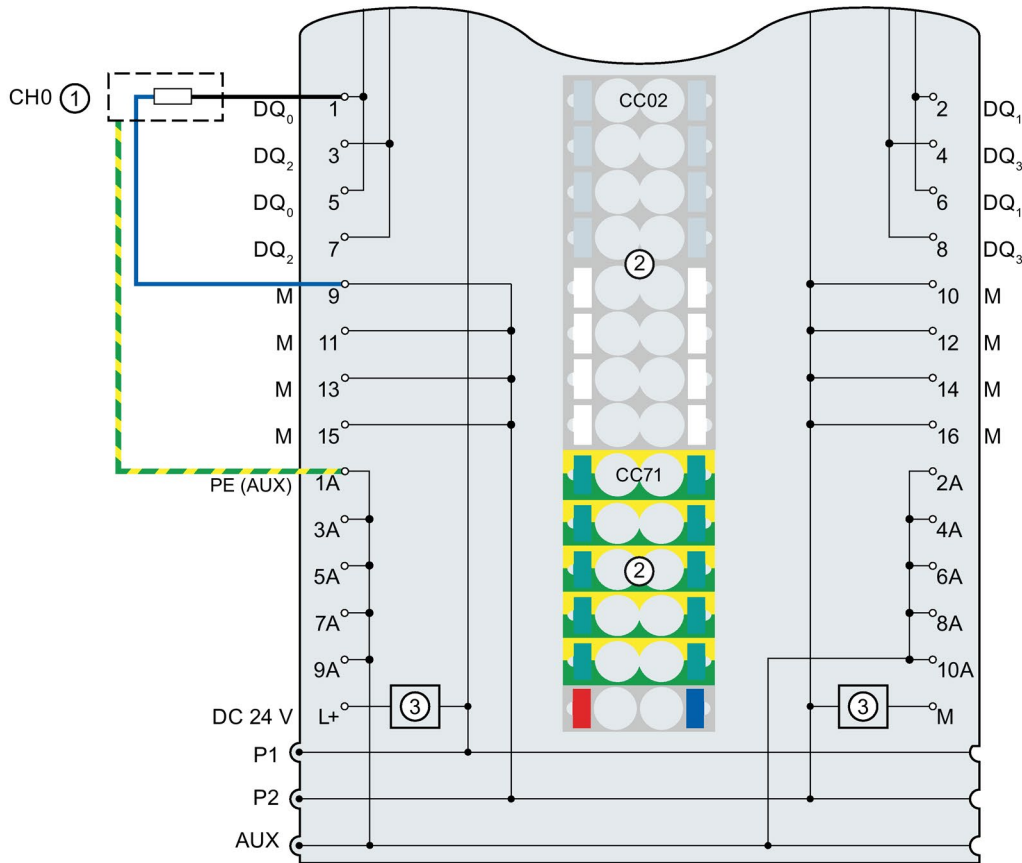 CC02
CH0 ① 1 2
DQ₀ DQ₁
3 4
DQ₂ DQ₃
5 6
DQ₀ DQ₁
7 8
DQ₂ DQ₃
②
M 9 10 M
M 11 12 M
M 13 14 M
M 15 16 M
CC71
PE (AUX) 1A 2A
3A 4A
5A ② 6A
7A 8A
9A 10A
DC 24 V L+ ③ ③ M
P1
P2
AUX